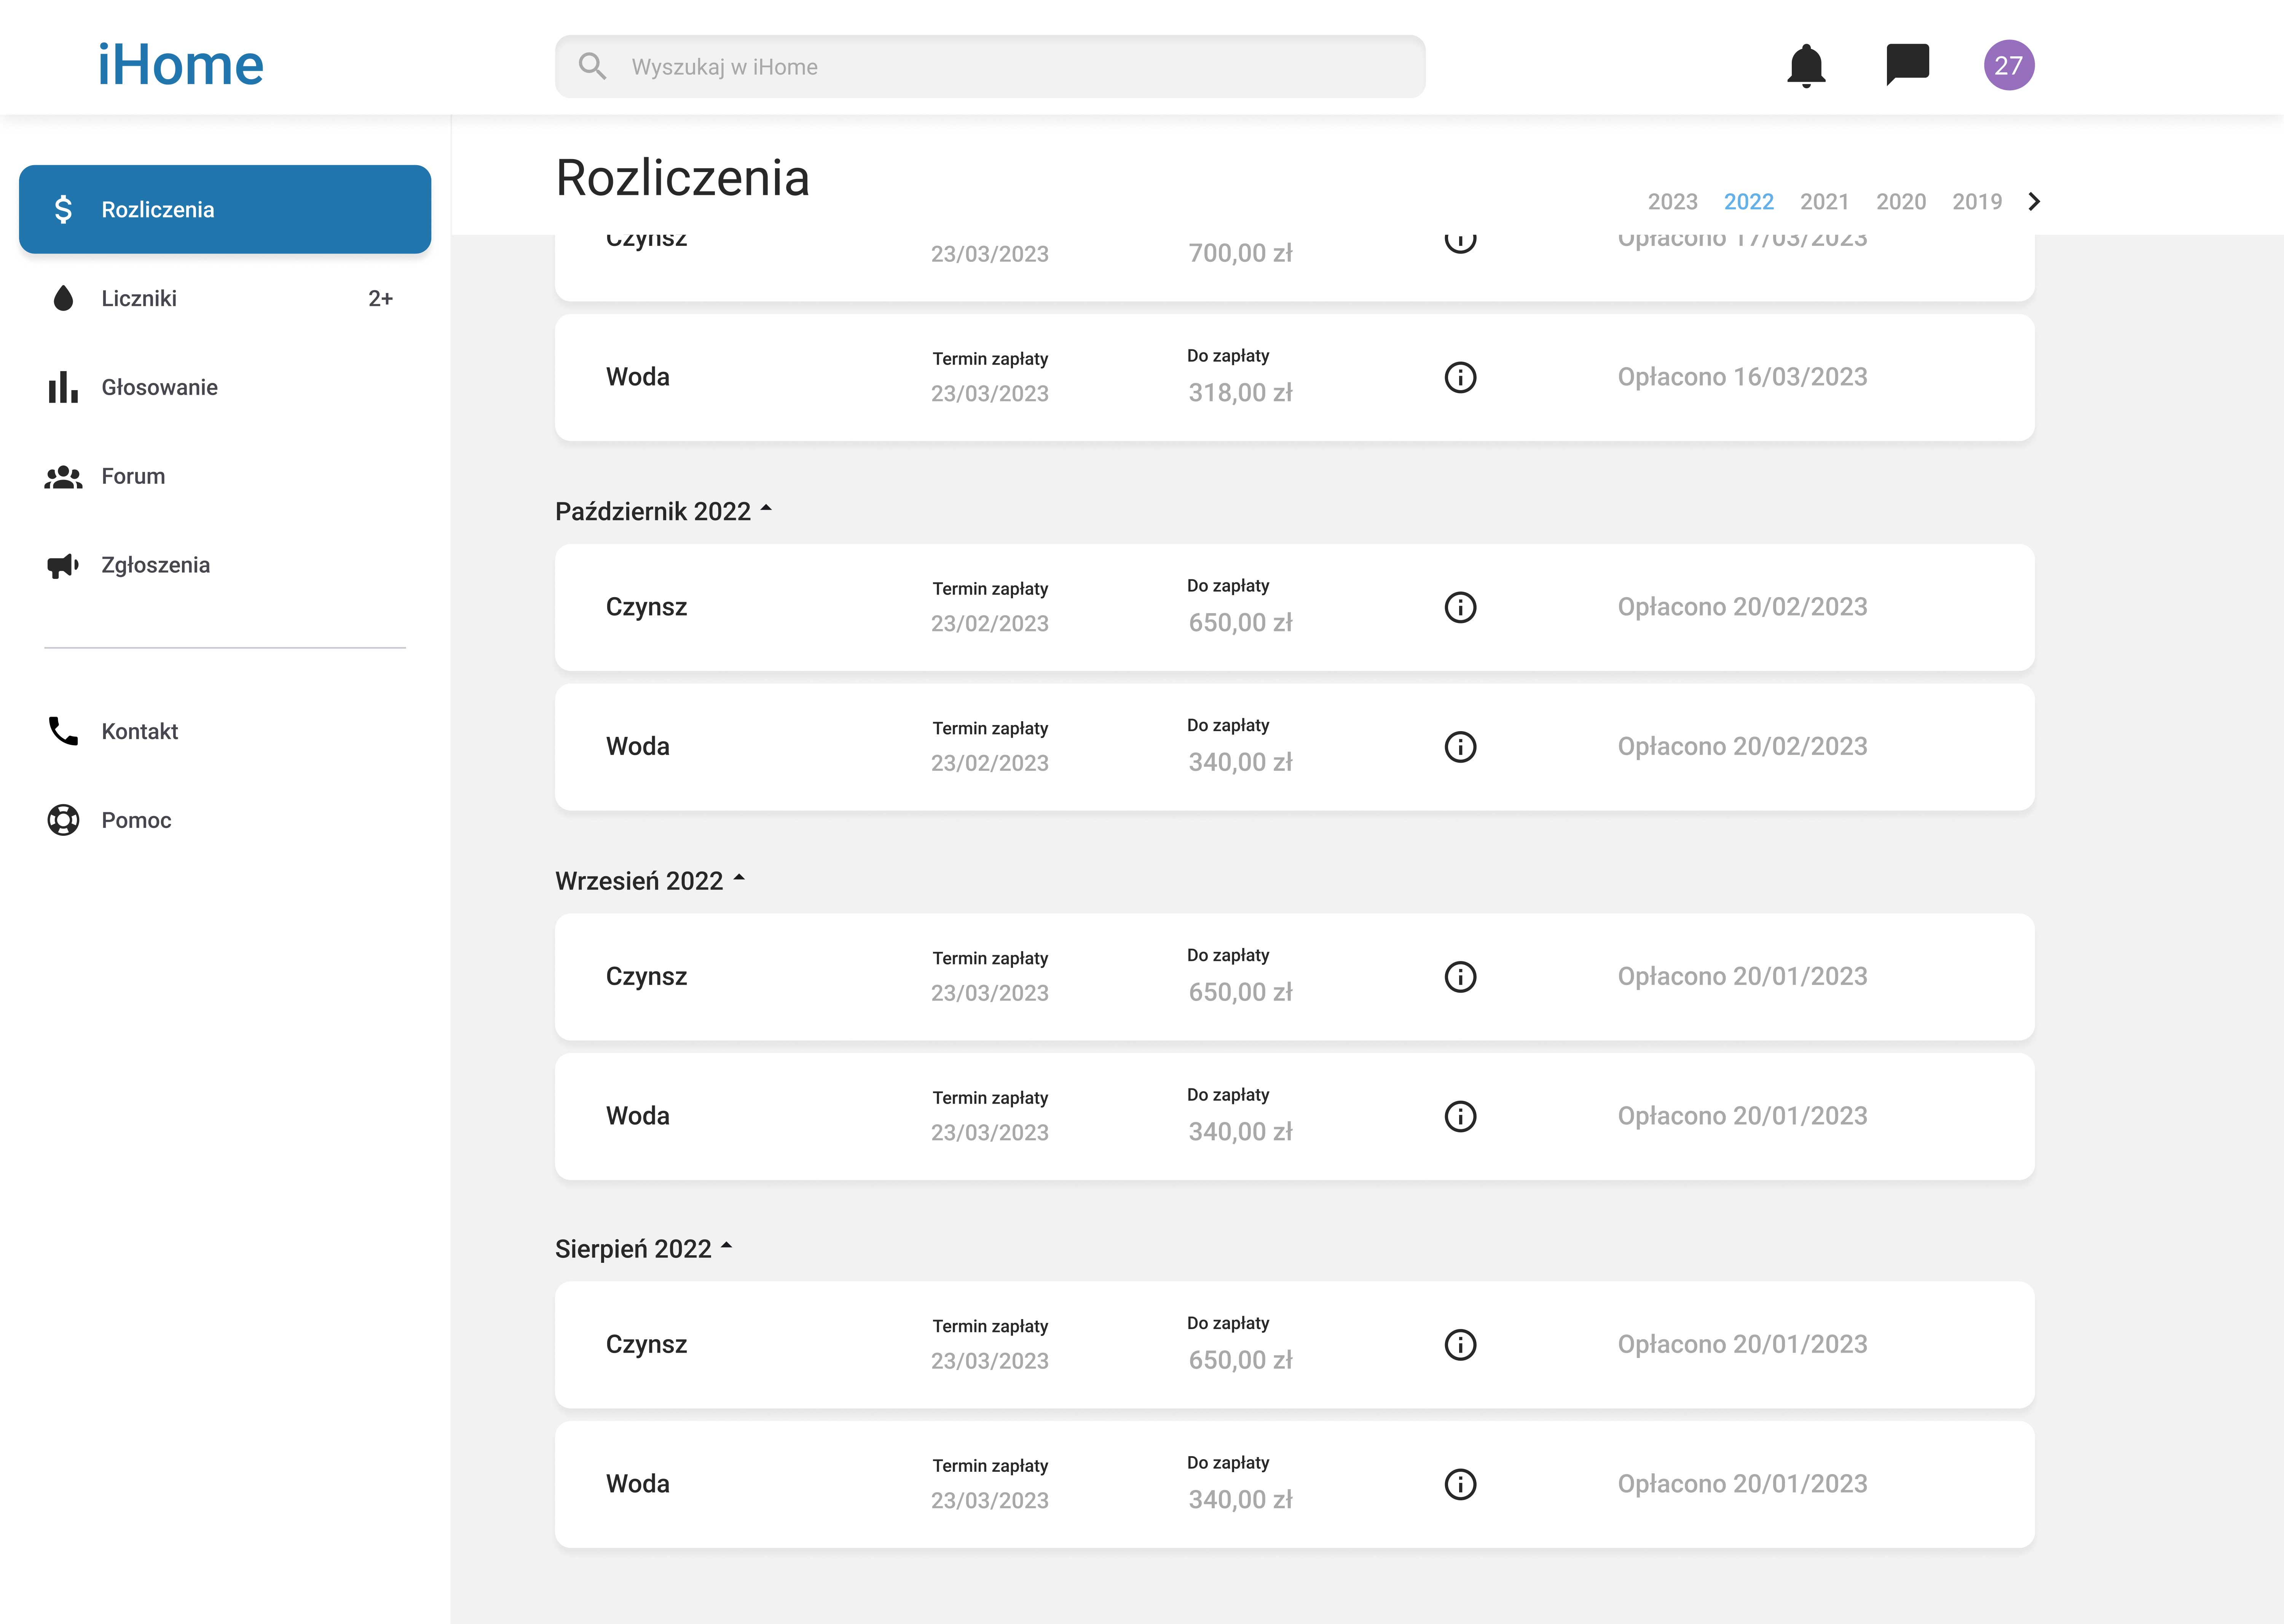 iHome
Wyszukaj w iHome
27
Rozliczenia
Liczniki 2+
Głosowanie
Forum
Zgłoszenia
Kontakt
Pomoc
Rozliczenia
2023 2022 2021 2020 2019
Czynsz
23/03/2023
700,00 zł
Opłacono 17/03/2023
Woda
Termin zapłaty
23/03/2023
Do zapłaty
318,00 zł
Opłacono 16/03/2023
Październik 2022
Czynsz
Termin zapłaty
23/02/2023
Do zapłaty
650,00 zł
Opłacono 20/02/2023
Woda
Termin zapłaty
23/02/2023
Do zapłaty
340,00 zł
Opłacono 20/02/2023
Wrzesień 2022
Czynsz
Termin zapłaty
23/03/2023
Do zapłaty
650,00 zł
Opłacono 20/01/2023
Woda
Termin zapłaty
23/03/2023
Do zapłaty
340,00 zł
Opłacono 20/01/2023
Sierpień 2022
Czynsz
Termin zapłaty
23/03/2023
Do zapłaty
650,00 zł
Opłacono 20/01/2023
Woda
Termin zapłaty
23/03/2023
Do zapłaty
340,00 zł
Opłacono 20/01/2023